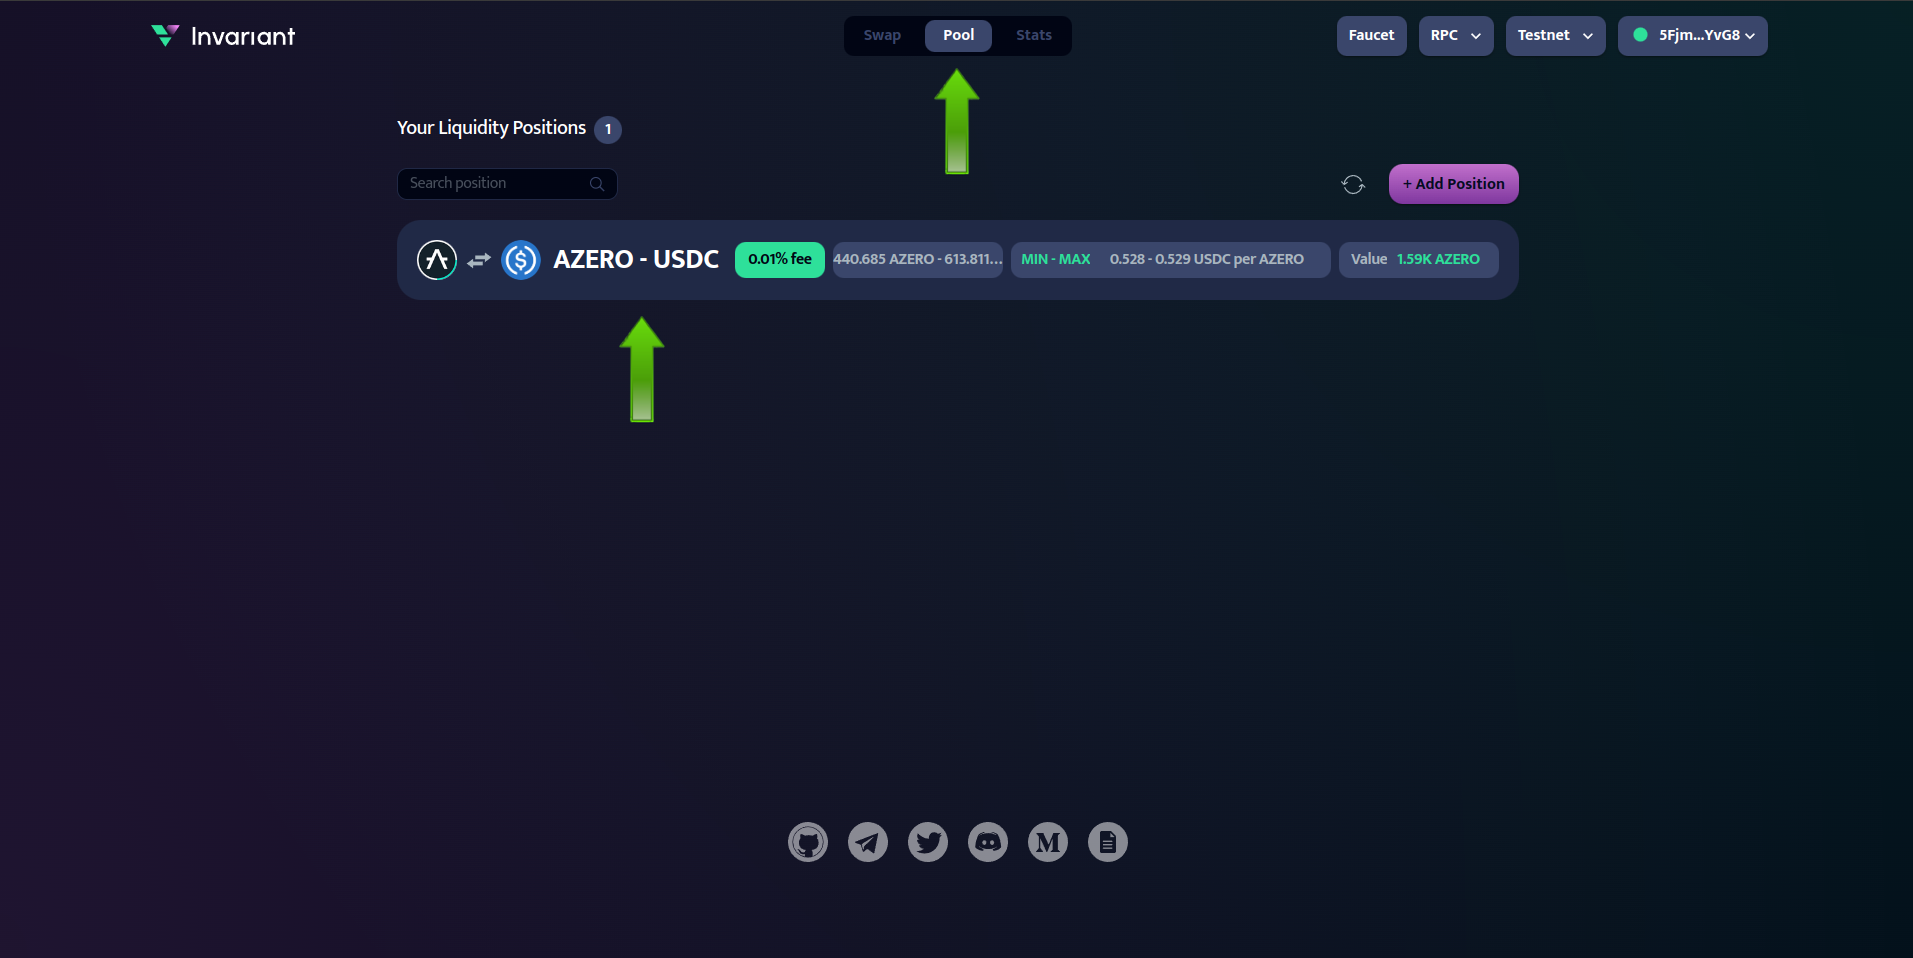 Invariant
Swap Pool Stats
Faucet RPC Testnet 5Fjm...YvG8
Your Liquidity Positions 1
Search position
+ Add Position
AZERO - USDC 0.01% fee 440.685 AZERO - 613.811... MIN - MAX 0.528 - 0.529 USDC per AZERO Value 1.59K AZERO